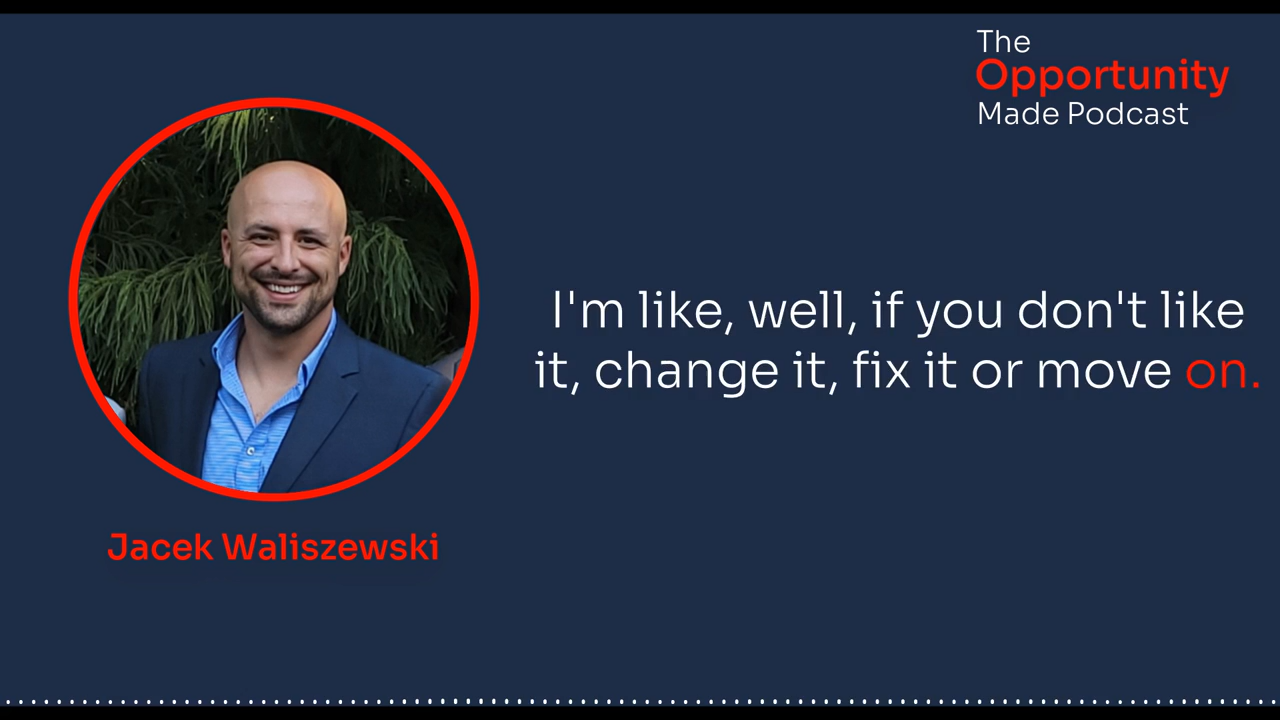 The
Opportunity
Made Podcast
I'm like, well, if you don't like
it, change it, fix it or move on.
Jacek Waliszewski